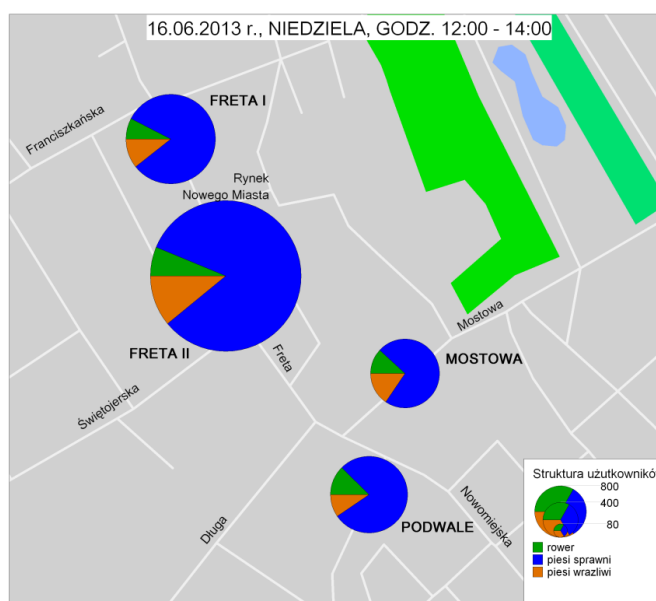 16.06.2013 r., NIEDZIELA, GODZ. 12:00 - 14:00
FRETA I
Franciszkańska
Rynek
Nowego Miasta
Mostowa
FRETA II
Freta
MOSTOWA
Świętojerska
Struktura użutkowników
800
400
80
rower
piesi sprawni
piesi wrazliwi
PODWALE
Nowomiejska
Długa